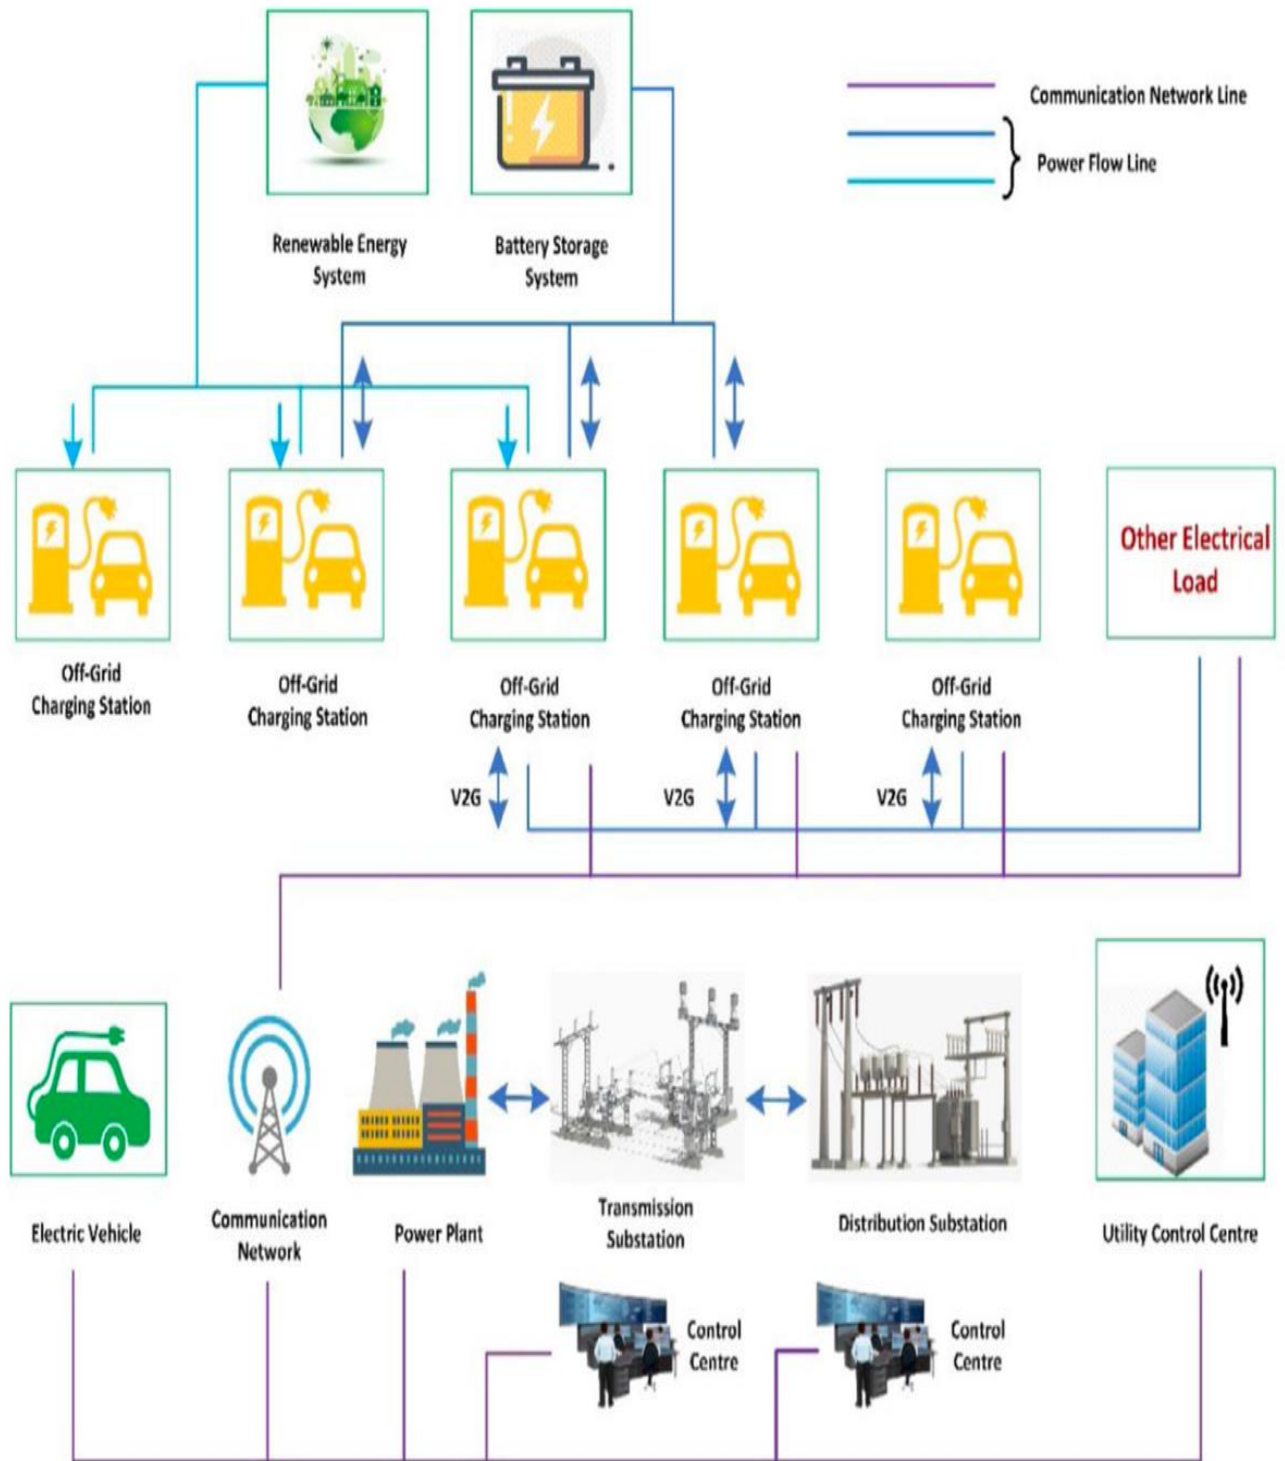 Communication Network Line
Power Flow Line
Renewable Energy
System
Battery Storage
System
Other Electrical
Load
Off-Grid
Charging Station
Off-Grid
Charging Station
Off-Grid
Charging Station
Off-Grid
Charging Station
Off-Grid
Charging Station
V2G
V2G
V2G
Electric Vehicle
Communication
Network
Power Plant
Transmission
Substation
Distribution Substation
Utility Control Centre
Control
Centre
Control
Centre